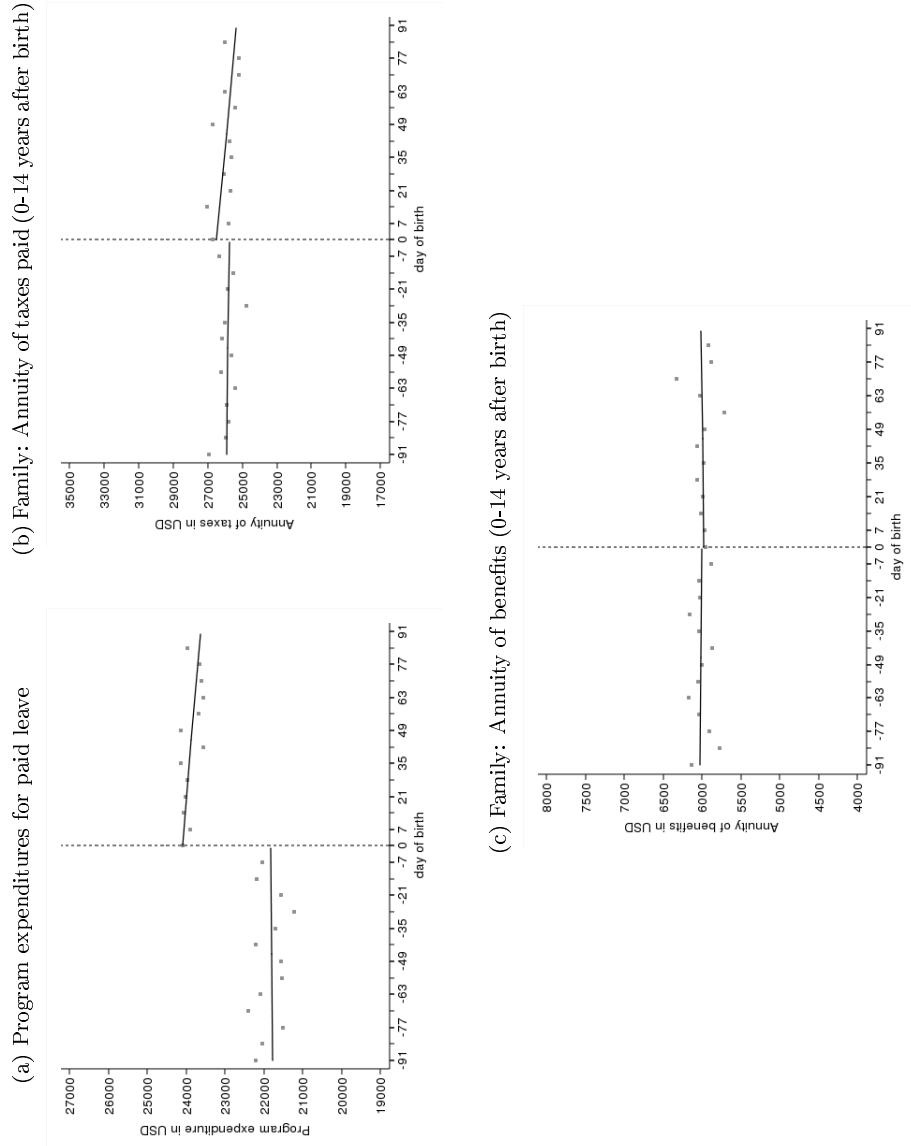 (a) Program expenditures for paid leave
Program expenditure in USD
27000
26000
25000
24000
23000
22000
21000
20000
19000
-91 -77 -63 -49 -35 -21 -7 0 7 21 35 49 63 77 91
day of birth
(b) Family: Annuity of taxes paid (0-14 years after birth)
Annuity of taxes in USD
35000
33000
31000
29000
27000
25000
23000
21000
19000
17000
-91 -77 -63 -49 -35 -21 -7 0 7 21 35 49 63 77 91
day of birth
(c) Family: Annuity of benefits (0-14 years after birth)
Annuity of benefits in USD
8000
7500
7000
6500
6000
5500
5000
4500
4000
-91 -77 -63 -49 -35 -21 -7 0 7 21 35 49 63 77 91
day of birth